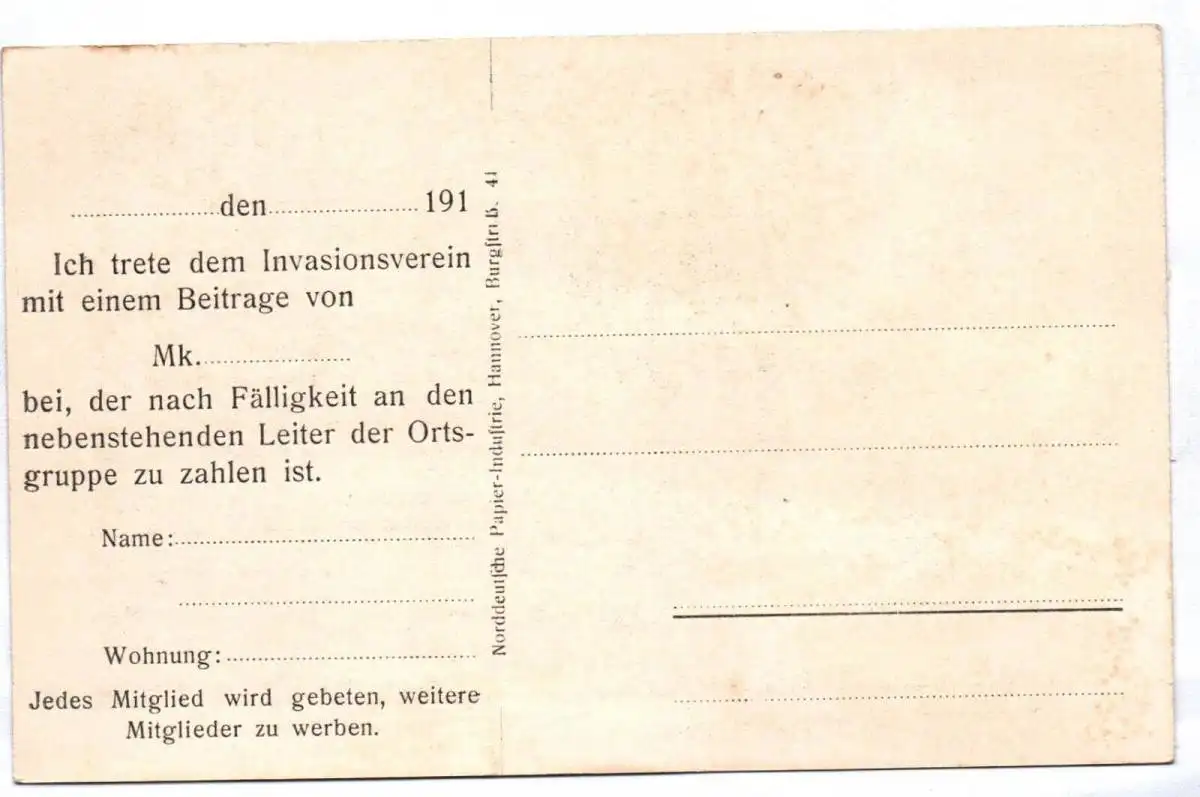 den 191
Ich trete dem Invasionsverein
mit einem Beitrage von
Mk.
bei, der nach Fälligkeit an den
nebenstehenden Leiter der Orts-
gruppe zu zahlen ist.
Name:
Wohnung:
Jedes Mitglied wird gebeten, weitere
Mitglieder zu werben.
Norddeutsche Papier-Industrie, Hannover,